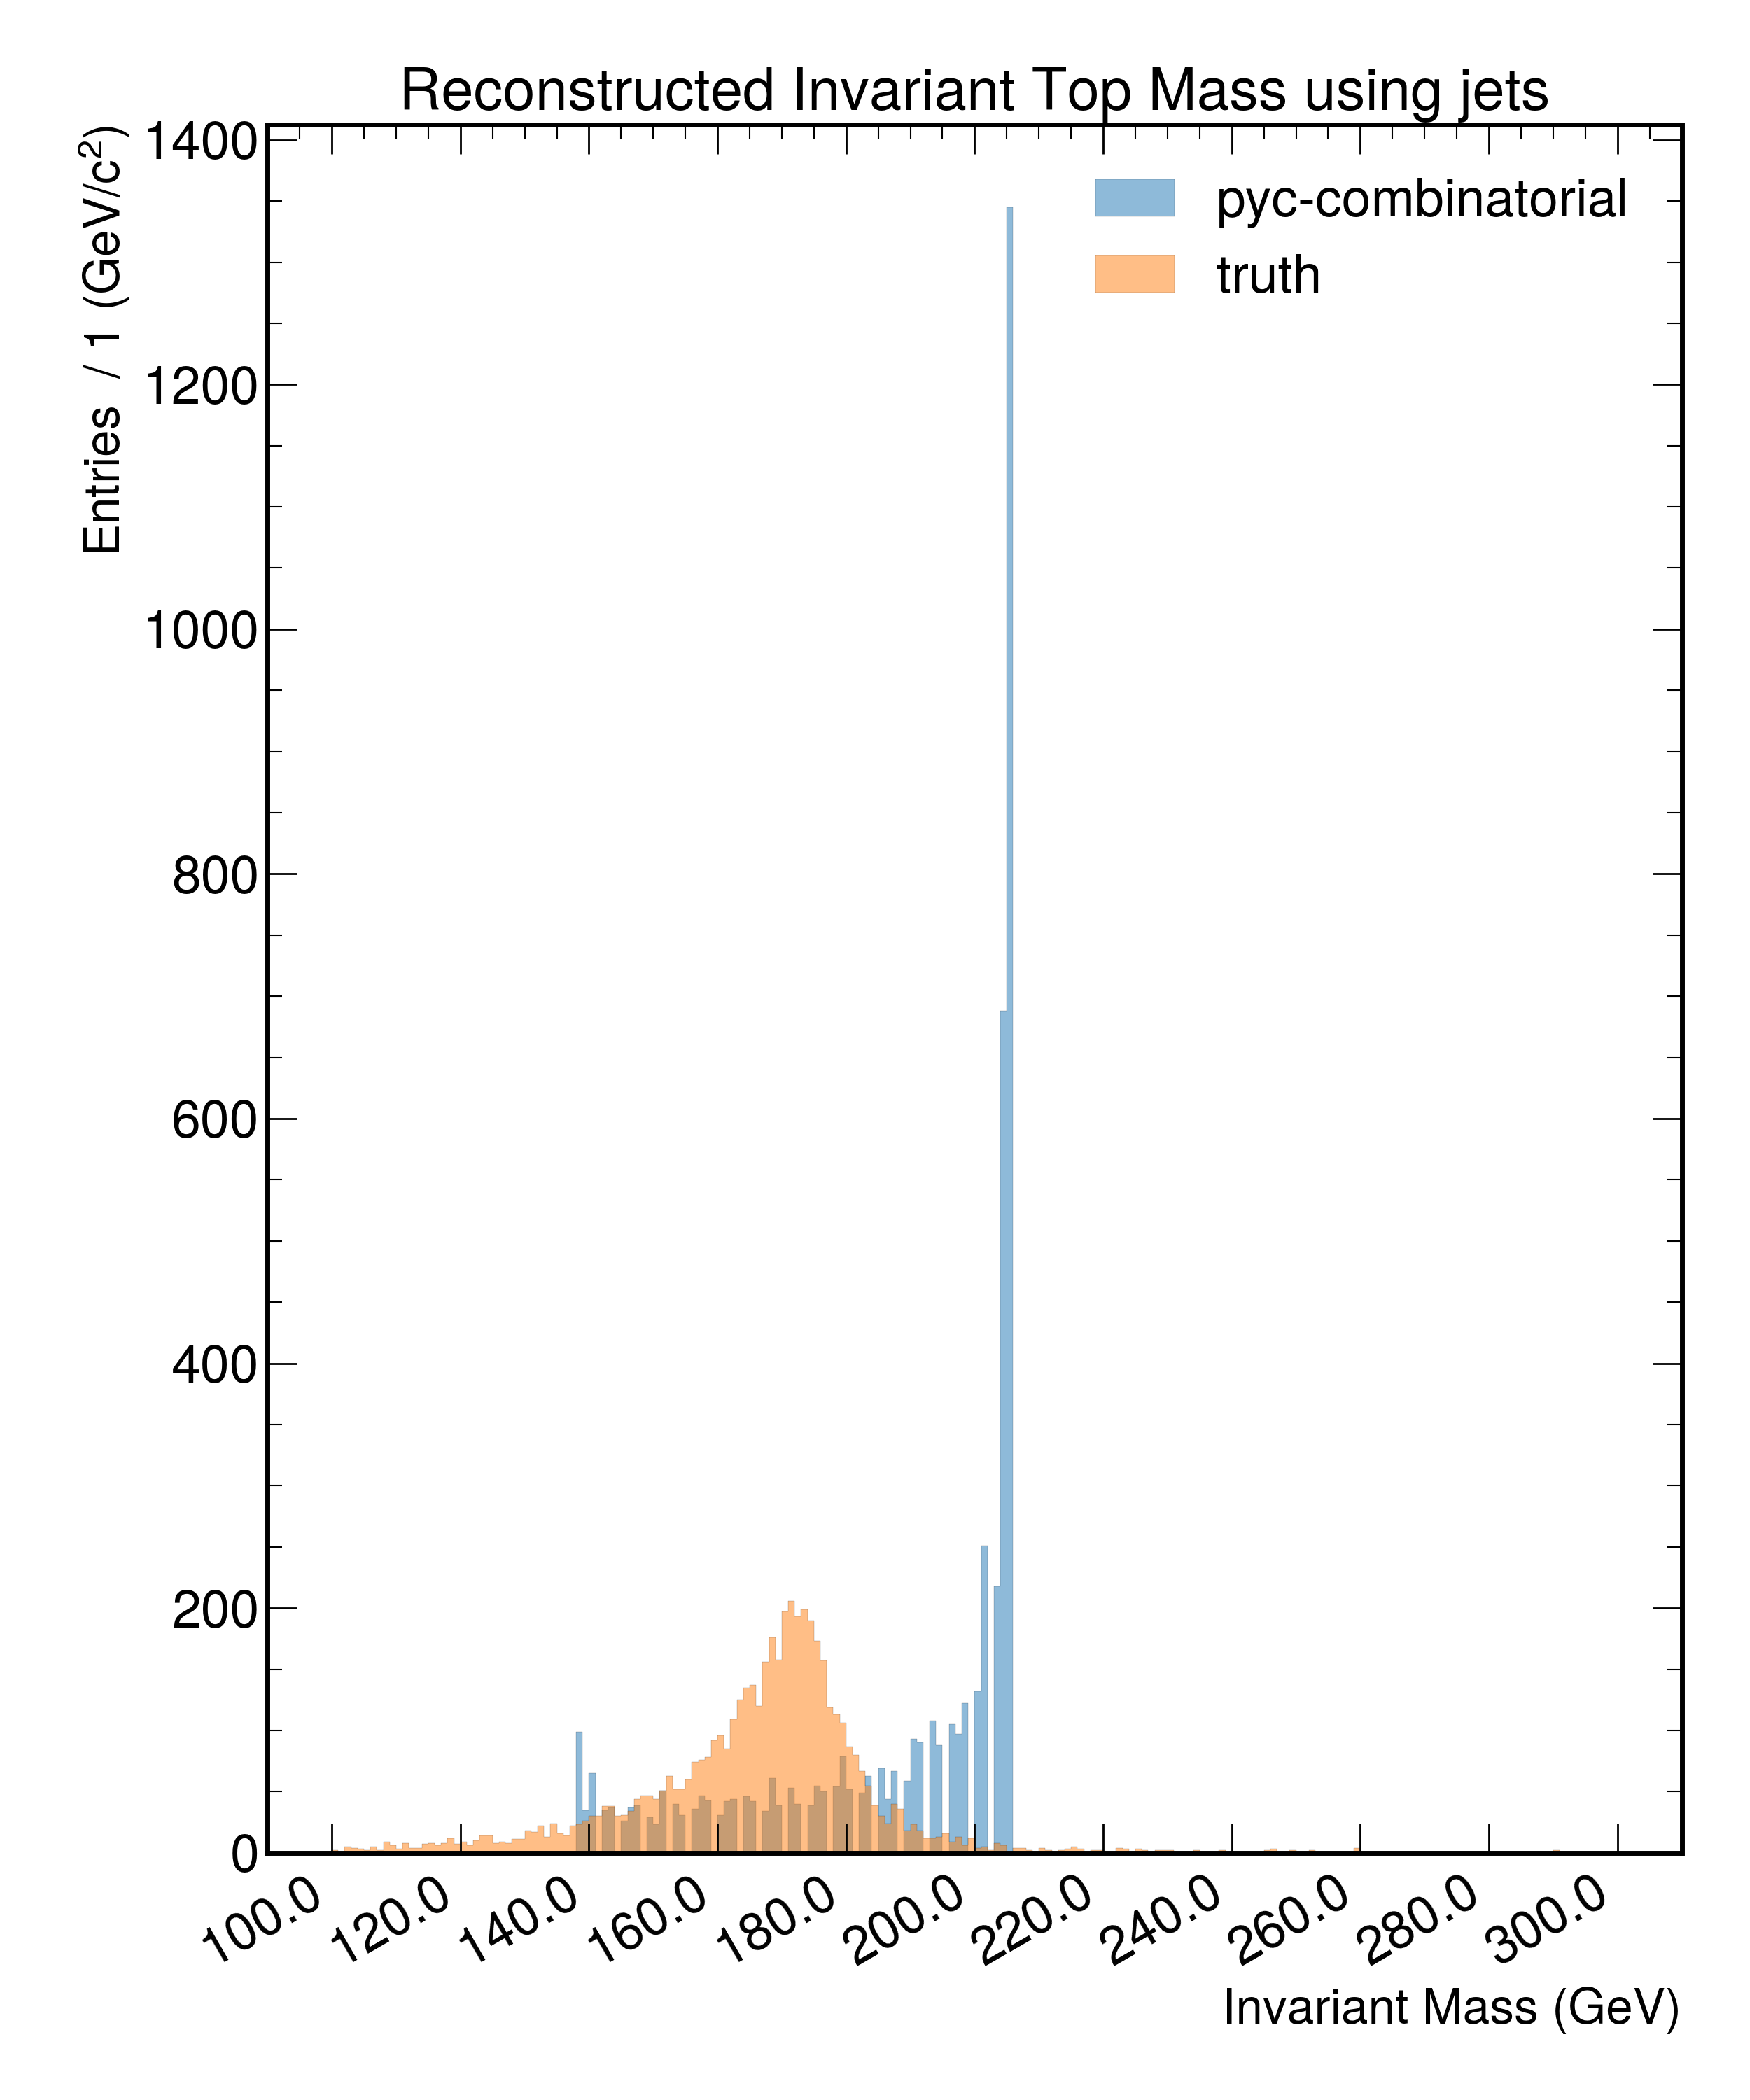 Reconstructed Invariant Top Mass using jets
Entries / 1 (GeV/c²)
pyc-combinatorial
truth
1400
1200
1000
800
600
400
200
0
100.0 120.0 140.0 160.0 180.0 200.0 220.0 240.0 260.0 280.0 300.0
Invariant Mass (GeV)